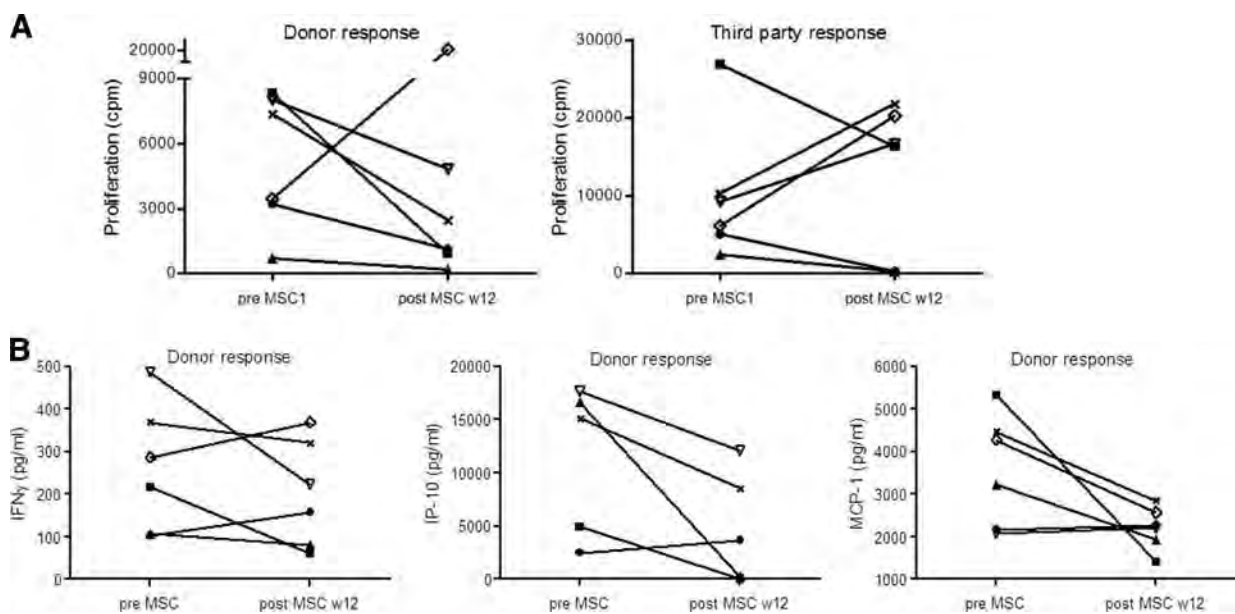 A
Donor response
Proliferation (cpm)
20000
9000
6000
3000
0
pre MSC1
post MSC w12
Third party response
Proliferation (cpm)
30000
20000
10000
0
pre MSC1
post MSC w12
B
Donor response
IFNγ (pg/ml)
500
400
300
200
100
0
pre MSC
post MSC w12
Donor response
IP-10 (pg/ml)
20000
15000
10000
5000
0
pre MSC
post MSC w12
Donor response
MCP-1 (pg/ml)
6000
5000
4000
3000
2000
1000
pre MSC
post MSC w12